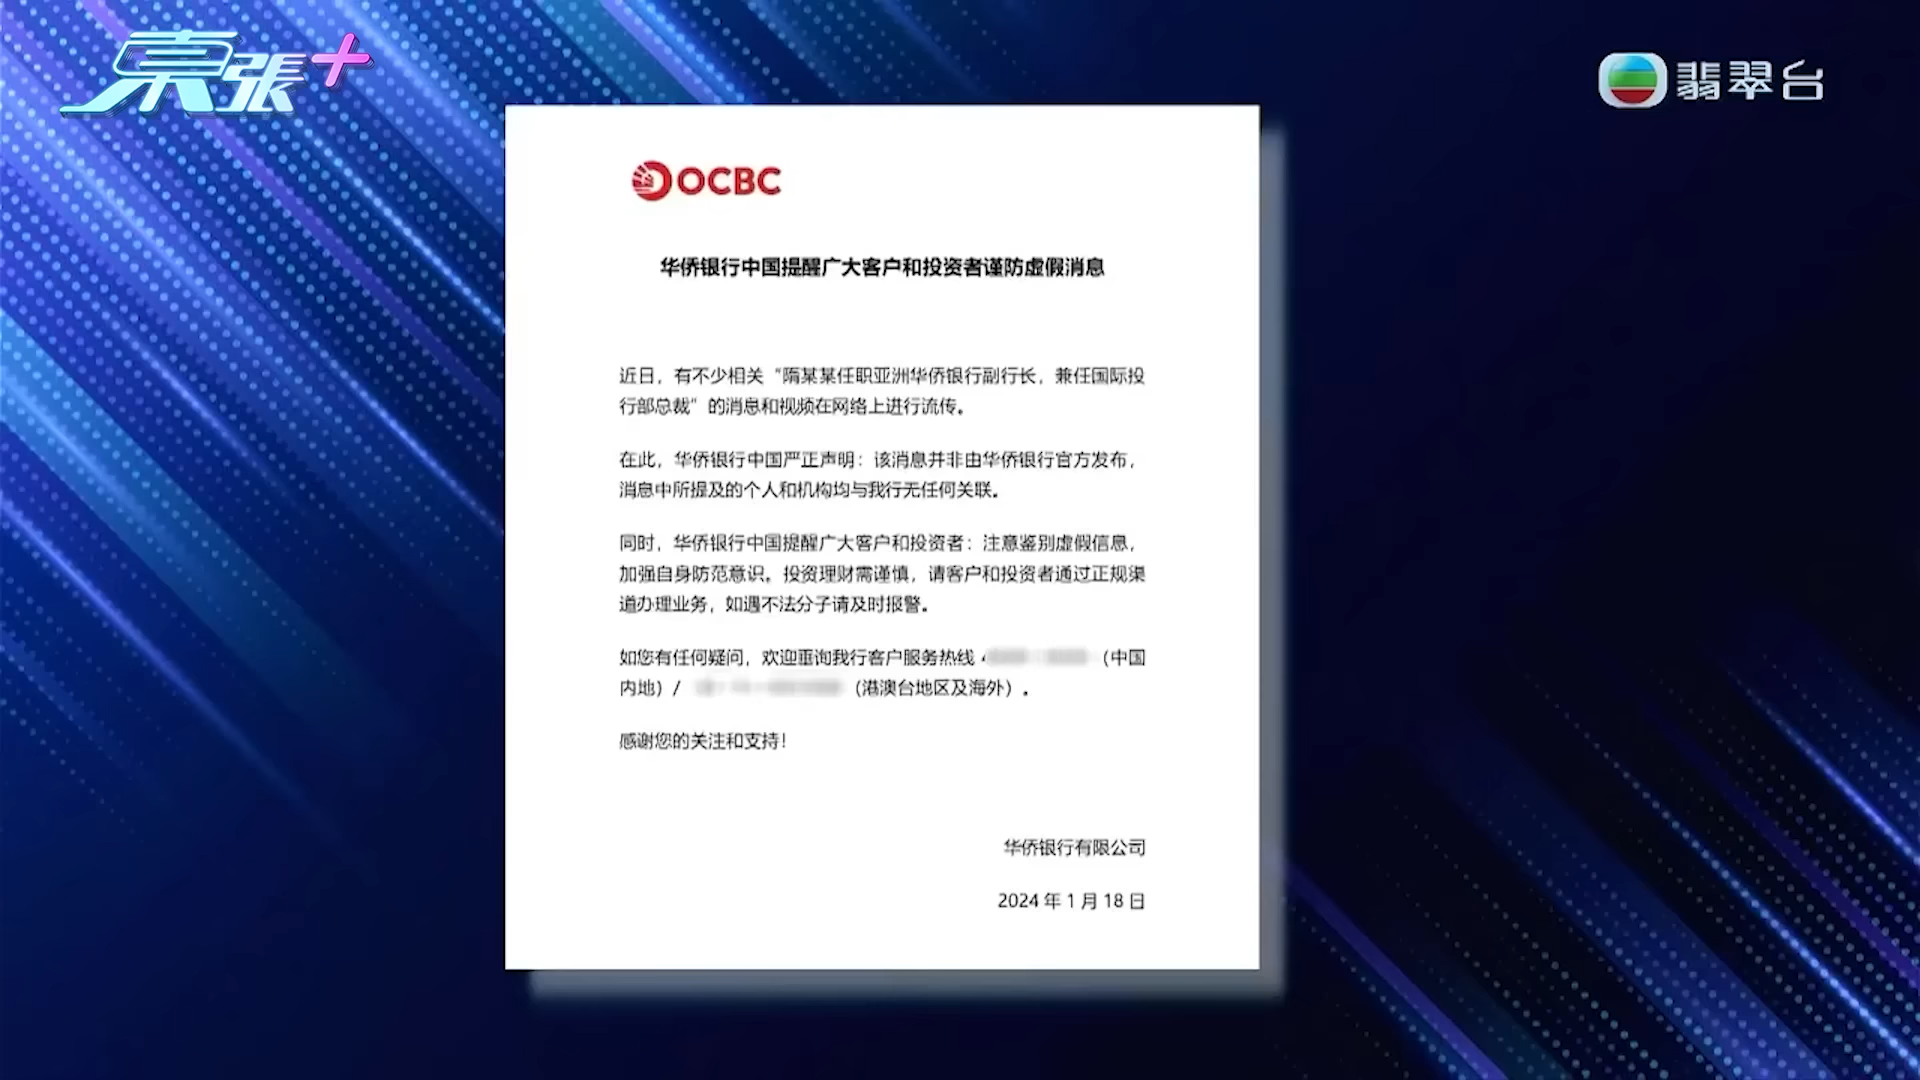 東張+
翡翠台
OCBC
华侨银行中国提醒广大客户和投资者谨防虚假消息
近日，有不少相关“隋某某任职亚洲华侨银行副行长，兼任国际投
行部总裁”的消息和视频在网络上进行流传。
在此，华侨银行中国严正声明：该消息并非由华侨银行官方发布，
消息中所提及的个人和机构均与我行无任何关联。
同时，华侨银行中国提醒广大客户和投资者：注意鉴别虚假信息，
加强自身防范意识。投资理财需谨慎，请客户和投资者通过正规渠
道办理业务，如遇不法分子请及时报警。
如您有任何疑问，欢迎垂询我行客户服务热线 （中国
内地）/ （港澳台地区及海外）.
感谢您的关注和支持！
华侨银行有限公司
2024 年 1 月 18 日